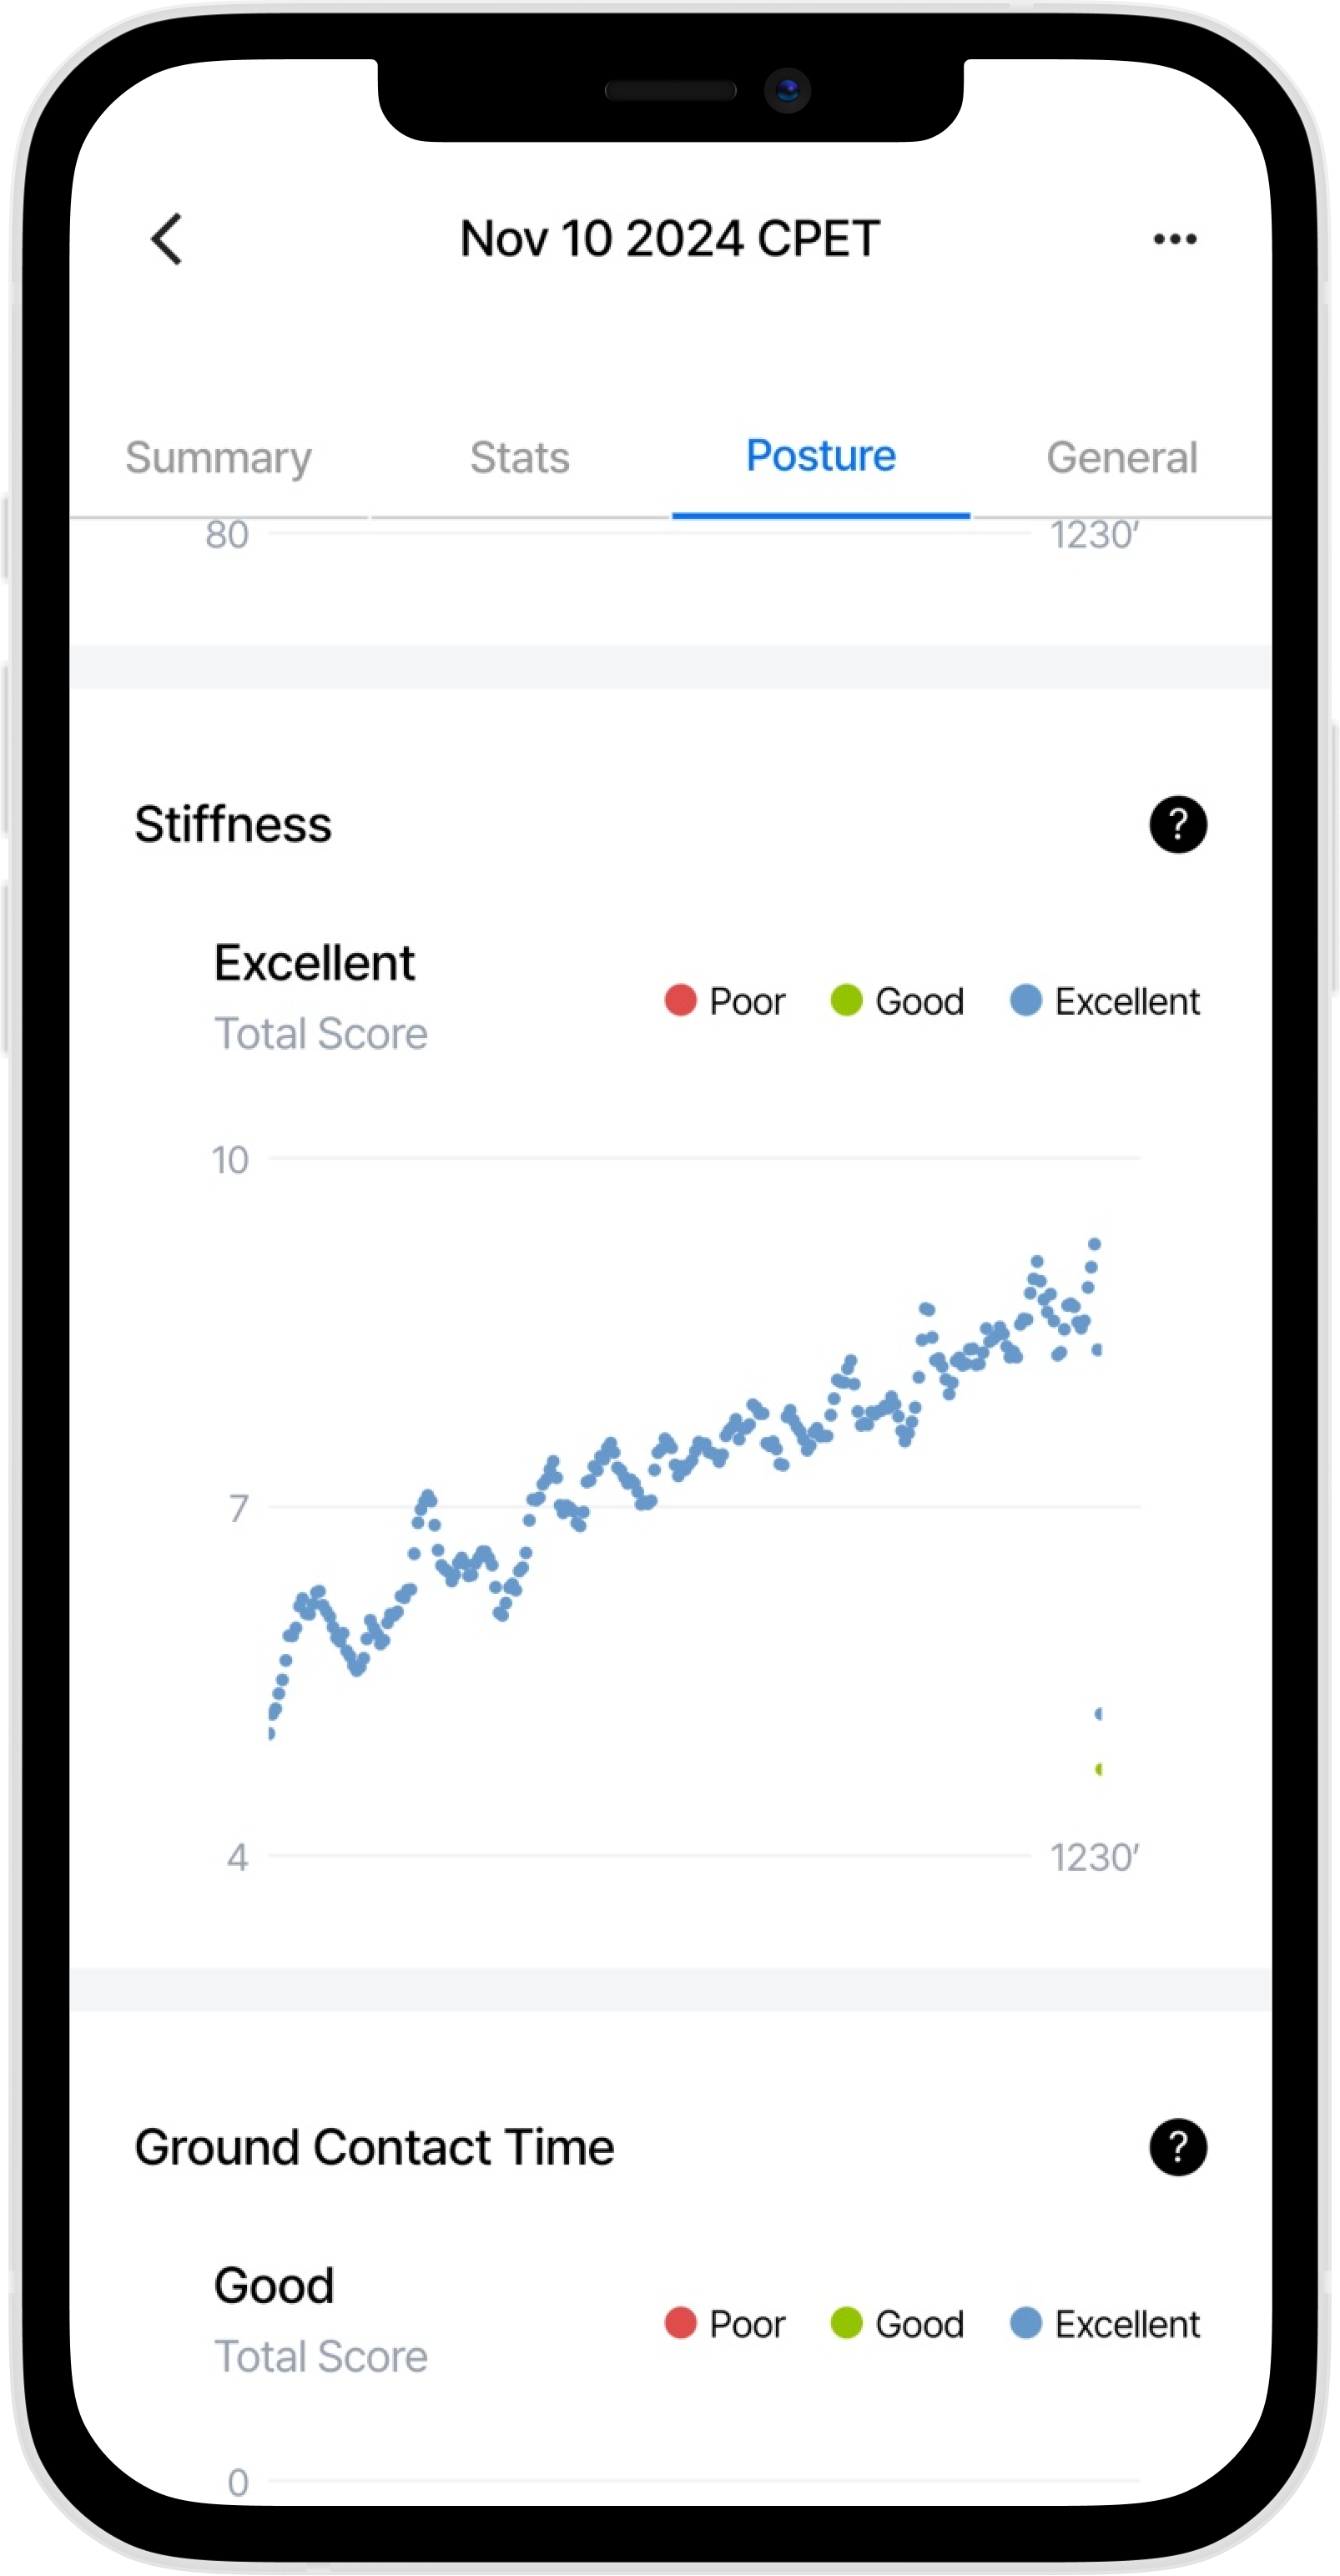 Nov 10 2024 CPET
Summary Stats Posture General
80 1230′
Stiffness ?
Excellent
Total Score
Poor Good Excellent
10
7
4 1230′
Ground Contact Time ?
Good
Total Score
Poor Good Excellent
0